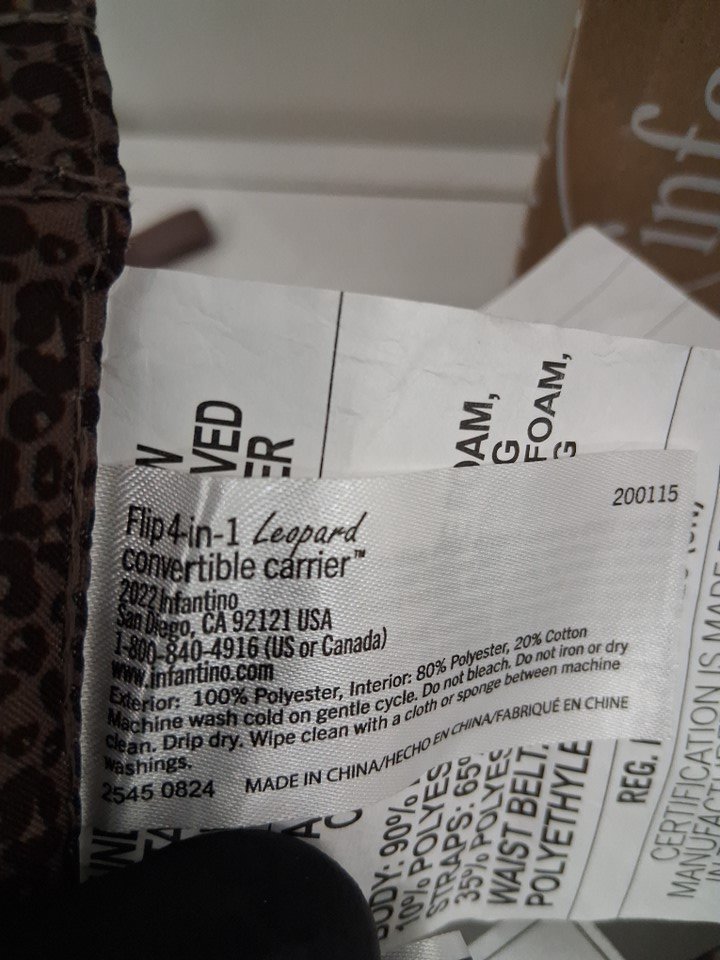 infa
VED
ER
OAM,
G
FOAM,
G
200115
Flip 4-in-1 Leopard
convertible carrier™
2022 Infantino
San Diego, CA 92121 USA
1-800-840-4916 (US or Canada)
www.infantino.com
Exterior: 100% Polyester, Interior: 80% Polyester, 20% Cotton
Machine wash cold on gentle cycle. Do not bleach. Do not iron or dry
clean. Drip dry. Wipe clean with a cloth or sponge between machine
washings.
2545 0824 MADE IN CHINA/HECHO EN CHINA/FABRIQUÉ EN CHINE
BODY: 90%
10% POLYES
STRAPS: 65%
35% POLYES
WAIST BELT
POLYETHYLE
REG.
CERTIFICATION IS MADE
MANUFACTURE